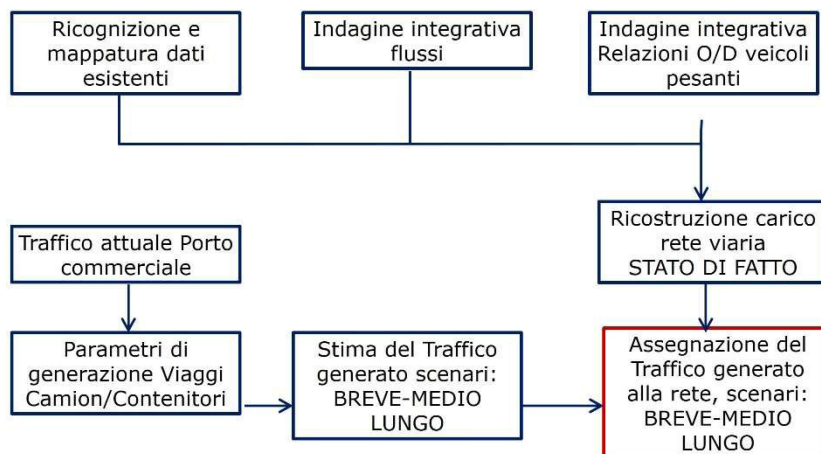 Ricognizione e
mappatura dati
esistenti
Indagine integrativa
flussi
Indagine integrativa
Relazioni O/D veicoli
pesanti
Ricostruzione carico
rete viaria
STATO DI FATTO
Traffico attuale Porto
commerciale
Parametri di
generazione Viaggi
Camion/Contenitori
Stima del Traffico
generato scenari:
BREVE-MEDIO
LUNGO
Assegnazione del
Traffico generato
alla rete, scenari:
BREVE-MEDIO
LUNGO